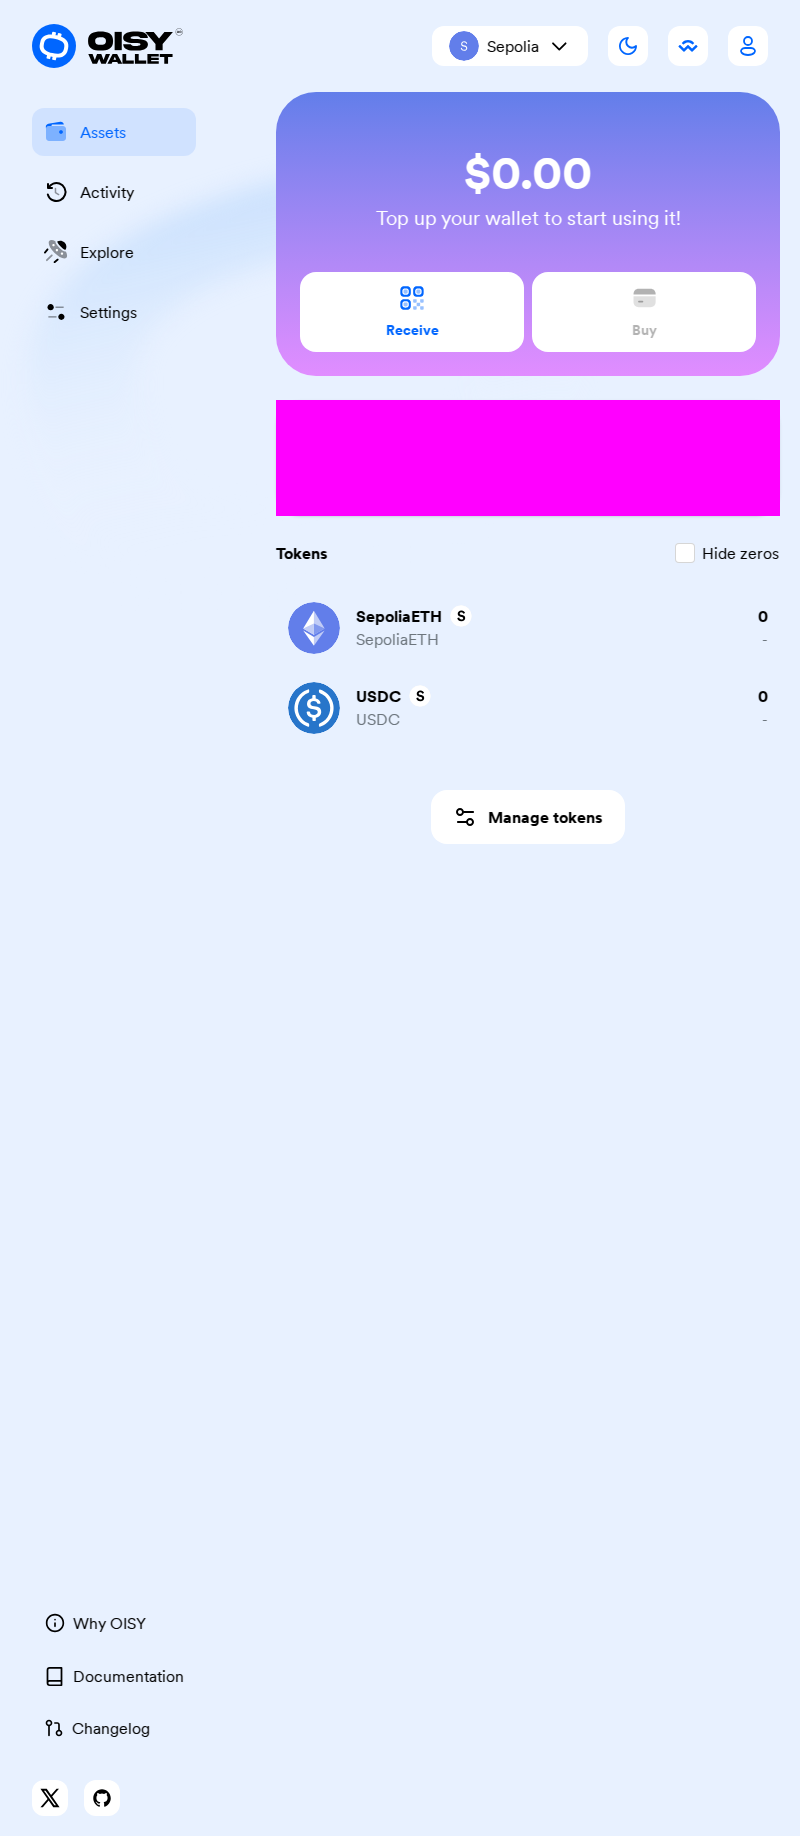 OISY
WALLET
S Sepolia
Assets
Activity
Explore
Settings
$0.00
Top up your wallet to start using it!
Receive
Buy
Tokens
Hide zeros
SepoliaETH S
0
SepoliaETH
-
USDC S
0
USDC
-
Manage tokens
Why OISY
Documentation
Changelog